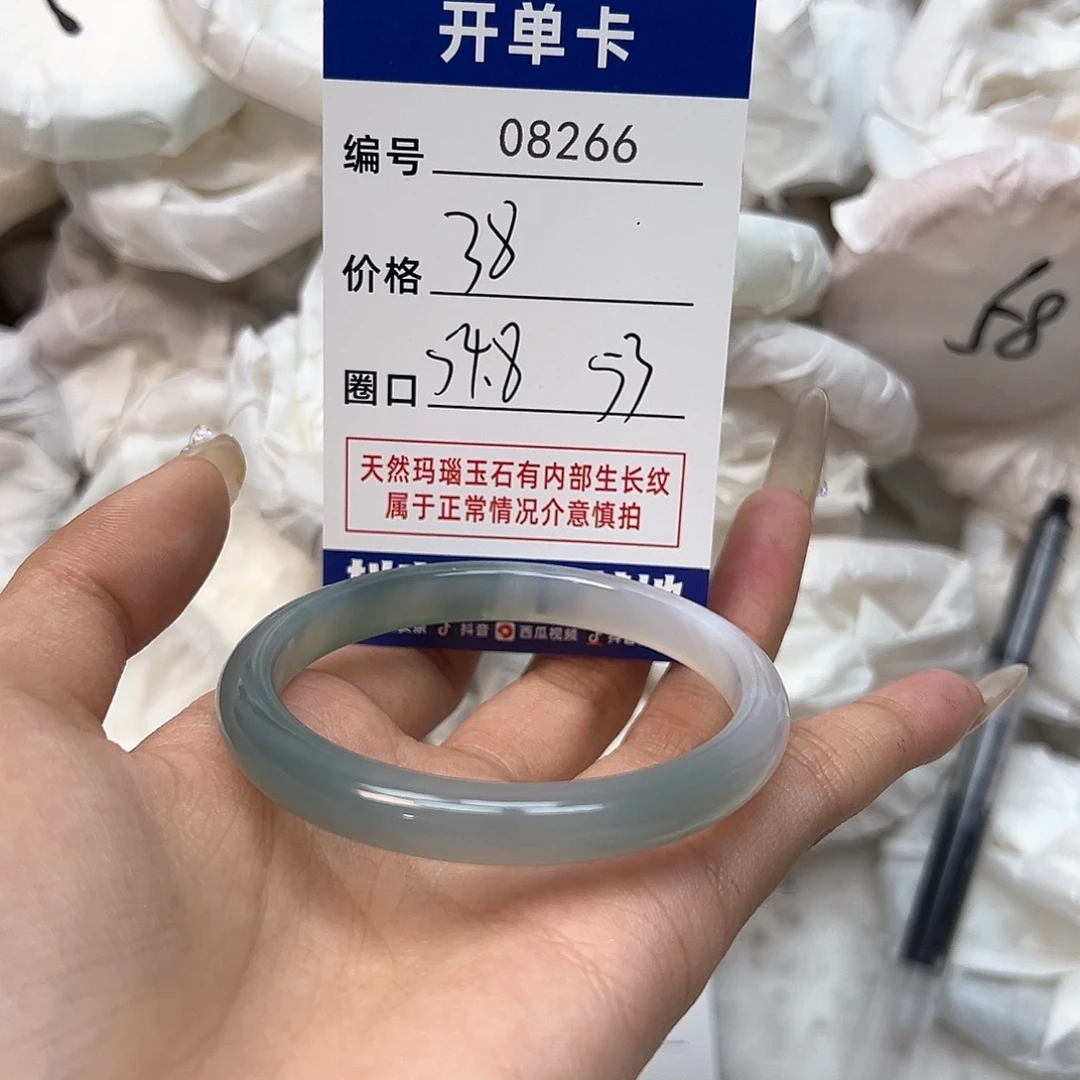 开单卡
编号 08266
价格 38
圈口 54.8 53
天然玛瑙玉石有内部生长纹
属于正常情况介意慎拍
抖音 西瓜视频
58